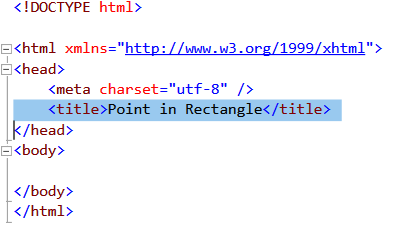 <!DOCTYPE html>
<html xmlns="http://www.w3.org/1999/xhtml">
<head>
    <meta charset="utf-8" />
    <title>Point in Rectangle</title>
</head>
<body>
</body>
</html>